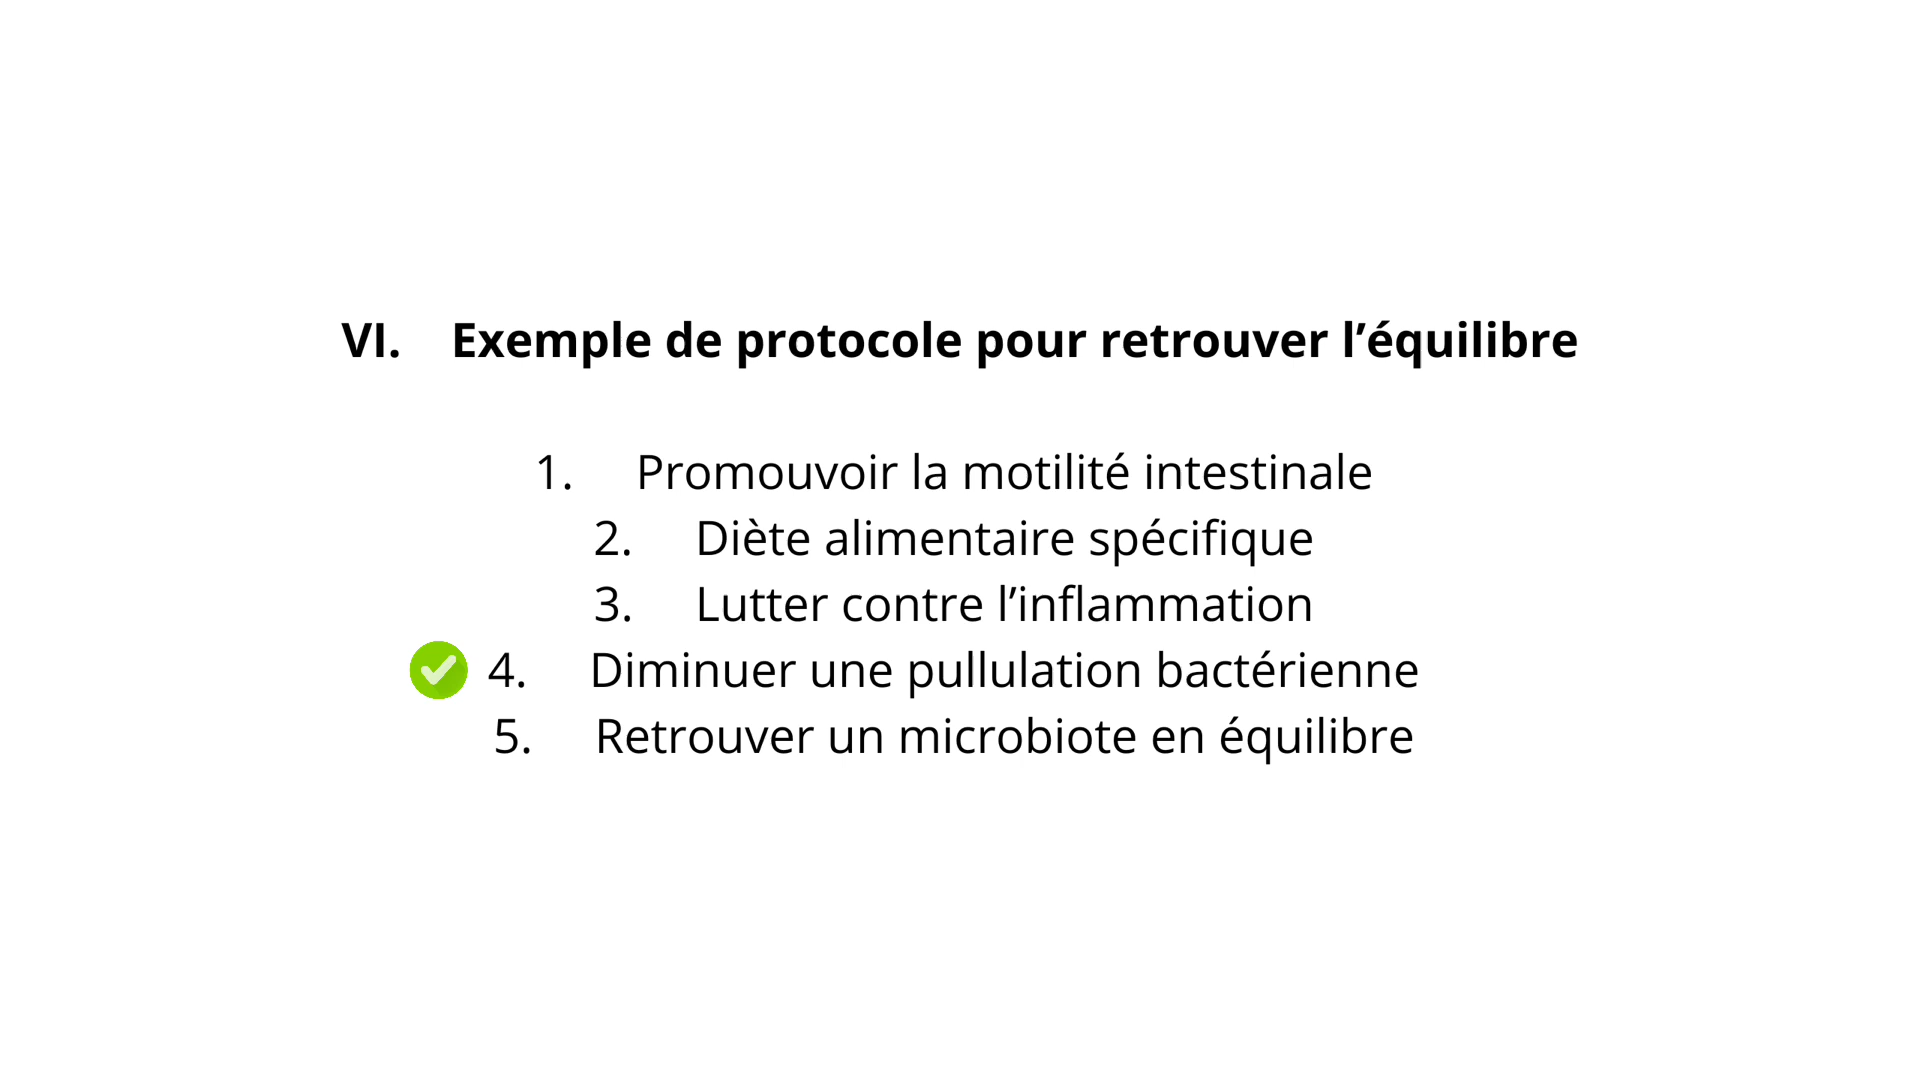 VI. Exemple de protocole pour retrouver l’équilibre
1. Promouvoir la motilité intestinale
2. Diète alimentaire spécifique
3. Lutter contre l’inflammation
4. Diminuer une pullulation bactérienne
5. Retrouver un microbiote en équilibre